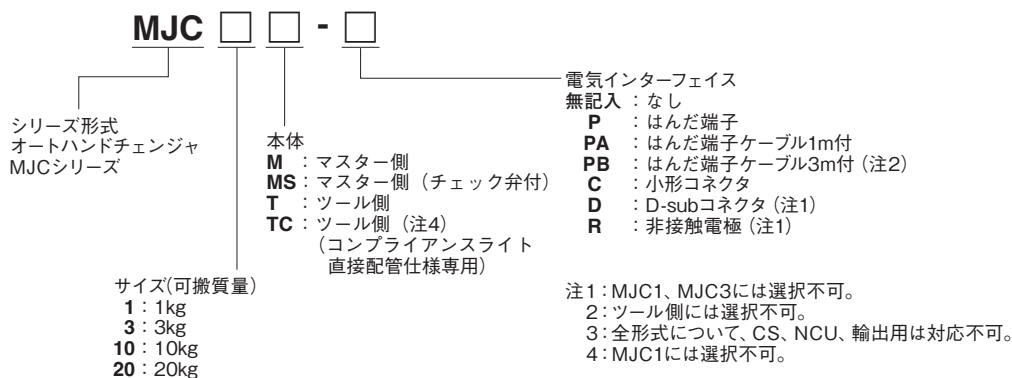 MJC □ □ - □
シリーズ形式
オートハンドチェンジャ
MJCシリーズ
サイズ(可搬質量)
1：1kg
3：3kg
10：10kg
20：20kg
本体
M：マスター側
MS：マスター側（チェック弁付）
T：ツール側
TC：ツール側（注4）
（コンプライアンスライト
直接配管仕様専用）
電気インターフェイス
無記入：なし
P：はんだ端子
PA：はんだ端子ケーブル1m付
PB：はんだ端子ケーブル3m付（注2）
C：小形コネクタ
D：D-subコネクタ（注1）
R：非接触電極（注1）
注1：MJC1、MJC3には選択不可。
2：ツール側には選択不可。
3：全形式について、CS、NCU、輸出用は対応不可。
4：MJC1には選択不可。